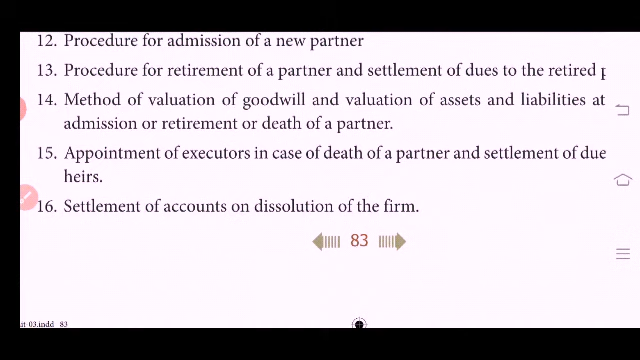 12. Procedure for admission of a new partner
13. Procedure for retirement of a partner and settlement of dues to the retired
14. Method of valuation of goodwill and valuation of assets and liabilities at
admission or retirement or death of a partner.
15. Appointment of executors in case of death of a partner and settlement of due
heirs.
16. Settlement of accounts on dissolution of the firm.
83
it 03.indd 83